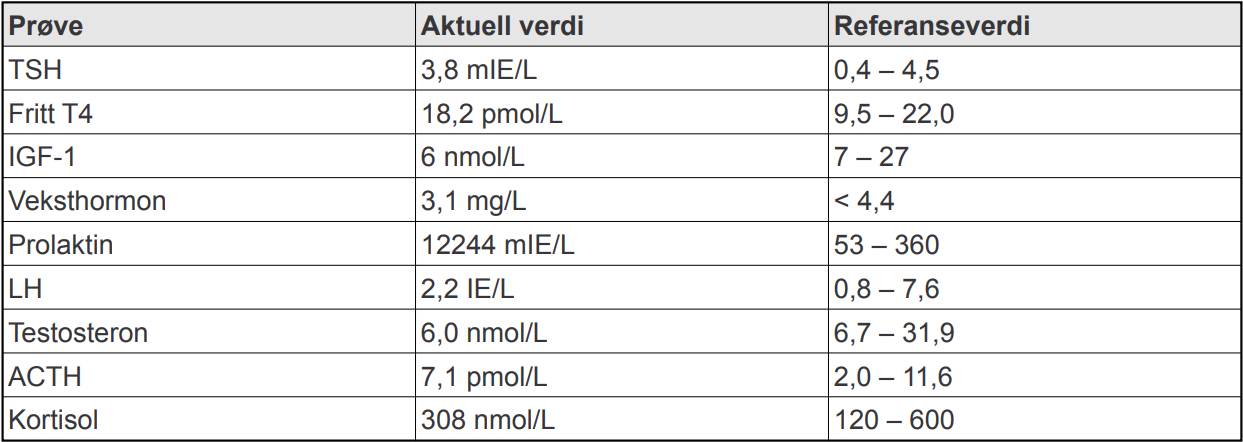 Prøve Aktuell verdi Referanseverdi
TSH 3,8 mIE/L 0,4 – 4,5
Fritt T4 18,2 pmol/L 9,5 – 22,0
IGF-1 6 nmol/L 7 – 27
Veksthormon 3,1 mg/L < 4,4
Prolaktin 12244 mIE/L 53 – 360
LH 2,2 IE/L 0,8 – 7,6
Testosteron 6,0 nmol/L 6,7 – 31,9
ACTH 7,1 pmol/L 2,0 – 11,6
Kortisol 308 nmol/L 120 – 600